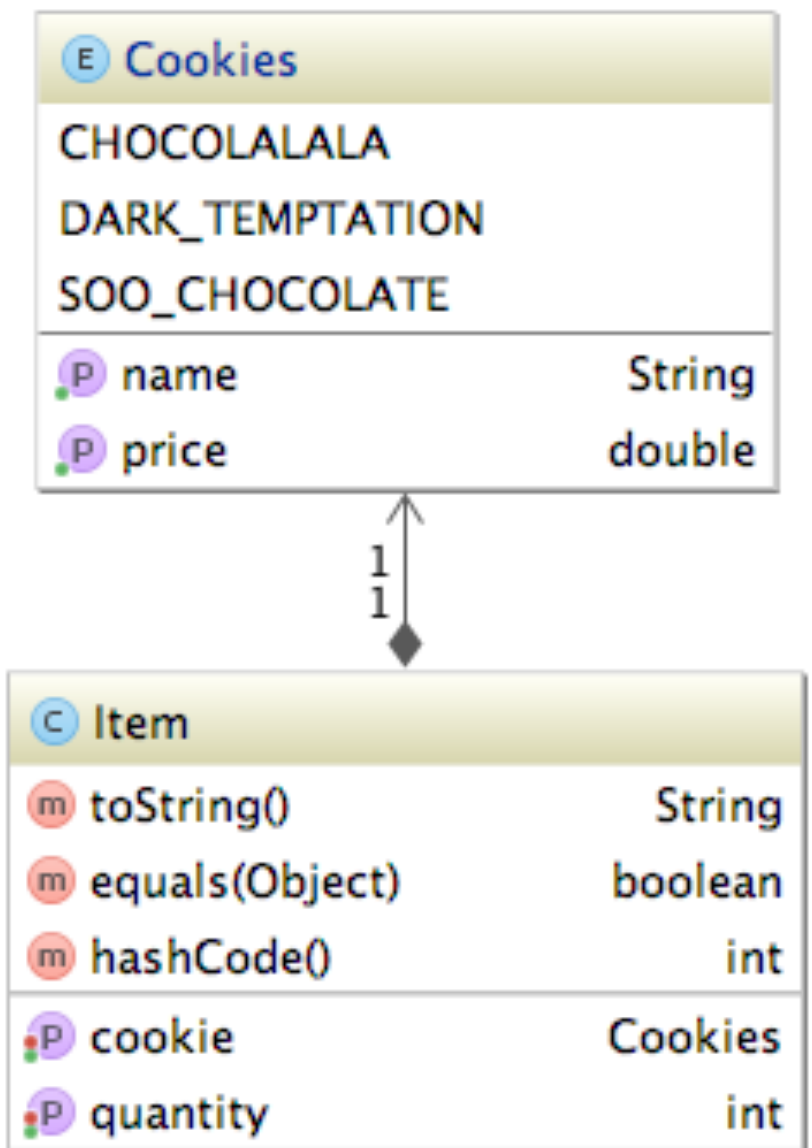 E Cookies
CHOCOLALALA
DARK_TEMPTATION
SOO_CHOCOLATE
P name String
P price double
1
1
C Item
m toString() String
m equals(Object) boolean
m hashCode() int
P cookie Cookies
P quantity int